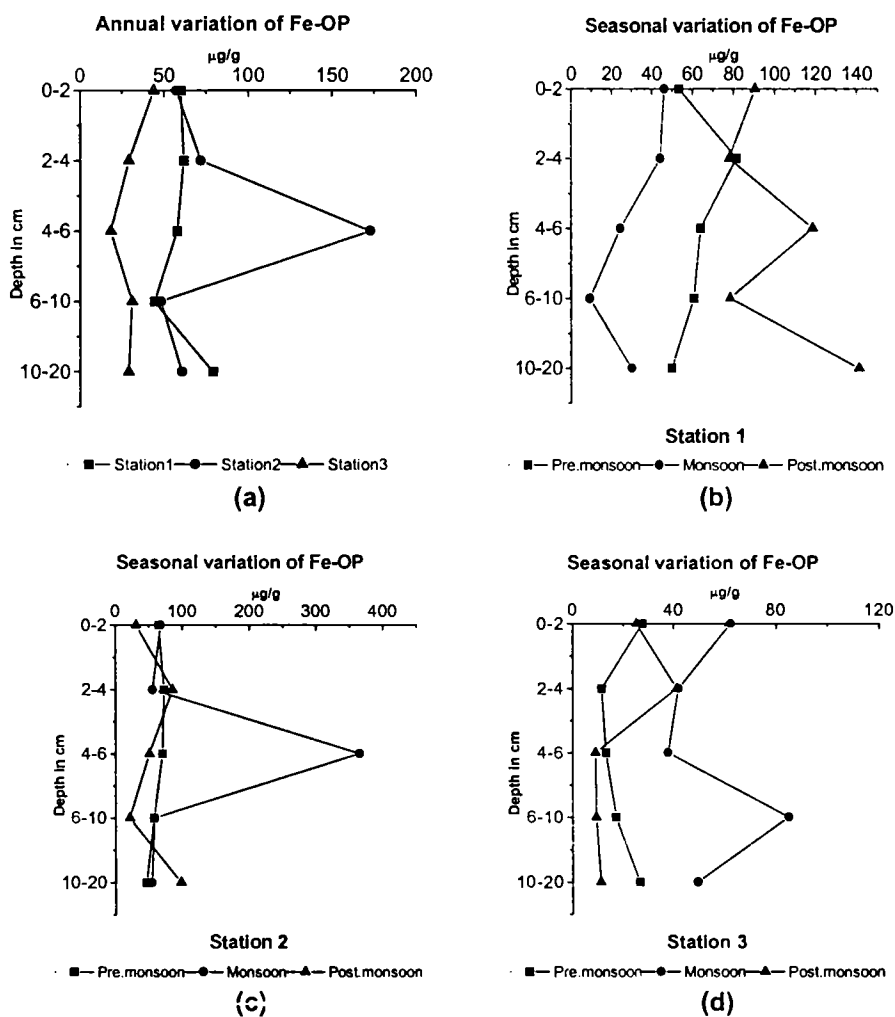 Annual variation of Fe-OP
µg/g
0 50 100 150 200
0-2
2-4
4-6
6-10
10-20
Depth in cm
Station1 Station2 Station3
(a)
Seasonal variation of Fe-OP
µg/g
0 20 40 60 80 100 120 140
0-2
2-4
4-6
6-10
10-20
Depth in cm
Station 1
Pre.monsoon Monsoon Post.monsoon
(b)
Seasonal variation of Fe-OP
µg/g
0 100 200 300 400
0-2
2-4
4-6
6-10
10-20
Depth in cm
Station 2
Pre.monsoon Monsoon Post.monsoon
(c)
Seasonal variation of Fe-OP
µg/g
0 40 80 120
0-2
2-4
4-6
6-10
10-20
Depth in cm
Station 3
Pre.monsoon Monsoon Post.monsoon
(d)